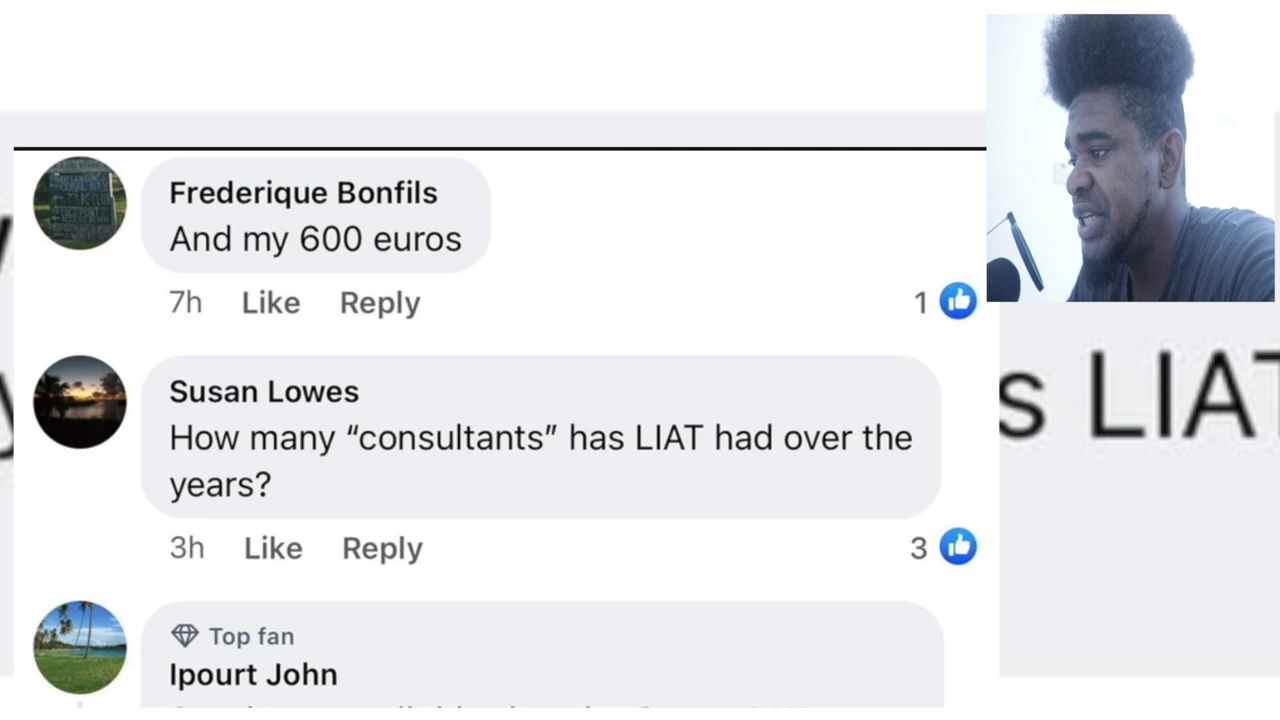 Frederique Bonfils
And my 600 euros
7h Like Reply 1
Susan Lowes
How many “consultants” has LIAT had over the
years?
3h Like Reply 3
Top fan
Ipourt John
s LIAT